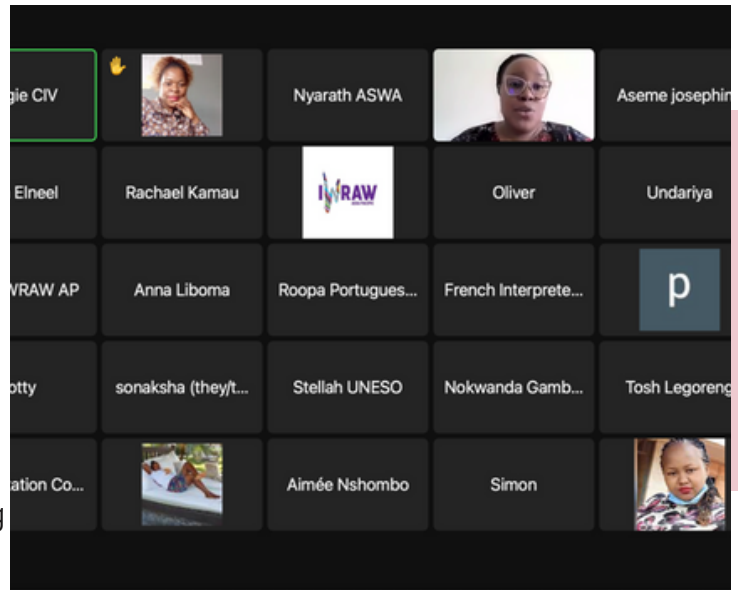 gie CIV
Nyarath ASWA
Aseme josephin
Elneel
Rachael Kamau
IWRAW
Oliver
Undariya
WRAW AP
Anna Liboma
Roopa Portugues...
French Interprete...
p
otty
sonaksha (they/t...
Stellah UNESO
Nokwanda Gamb...
Tosh Legoreng
ation Co...
Aimée Nshombo
Simon
g